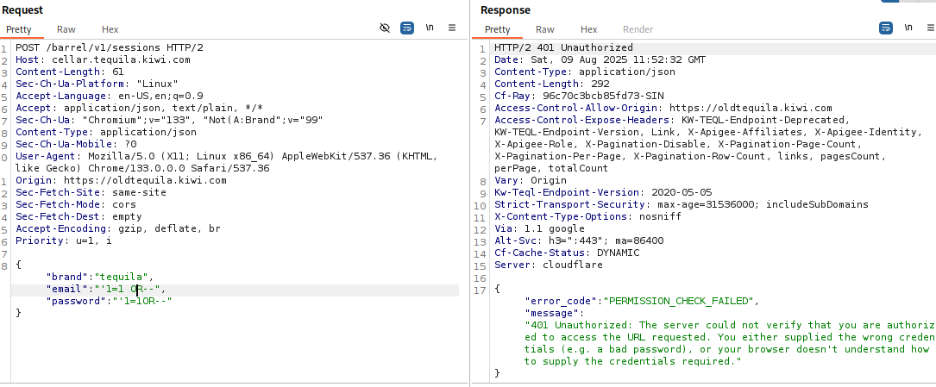 Request
Pretty Raw Hex
\n
1 POST /barrel/v1/sessions HTTP/2
2 Host: cellar.tequila.kiwi.com
3 Content-Length: 61
4 Sec-Ch-Ua-Platform: "Linux"
5 Accept-Language: en-US,en;q=0.9
6 Accept: application/json, text/plain, */*
7 Sec-Ch-Ua: "Chromium";v="133", "Not(A:Brand";v="99"
8 Content-Type: application/json
9 Sec-Ch-Ua-Mobile: ?0
0 User-Agent: Mozilla/5.0 (X11; Linux x86_64) AppleWebKit/537.36 (KHTML,
like Gecko) Chrome/133.0.0.0 Safari/537.36
1 Origin: https://oldtequila.kiwi.com
2 Sec-Fetch-Site: same-site
3 Sec-Fetch-Mode: cors
4 Sec-Fetch-Dest: empty
5 Accept-Encoding: gzip, deflate, br
6 Priority: u=1, i
7
8 {
"brand":"tequila",
"email":"'1=1 OR--",
"password":"'1=1OR--"
}
Response
Pretty Raw Hex Render
\n
1 HTTP/2 401 Unauthorized
2 Date: Sat, 09 Aug 2025 11:52:32 GMT
3 Content-Type: application/json
4 Content-Length: 292
5 Cf-Ray: 96c70c3bcb85fd73-SIN
6 Access-Control-Allow-Origin: https://oldtequila.kiwi.com
7 Access-Control-Expose-Headers: KW-TEQL-Endpoint-Deprecated,
KW-TEQL-Endpoint-Version, Link, X-Apigee-Affiliates, X-Apigee-Identity,
X-Apigee-Role, X-Pagination-Disable, X-Pagination-Page-Count,
X-Pagination-Per-Page, X-Pagination-Row-Count, links, pagesCount,
perPage, totalCount
8 Vary: Origin
9 Kw-Teql-Endpoint-Version: 2020-05-05
10 Strict-Transport-Security: max-age=31536000; includeSubDomains
11 X-Content-Type-Options: nosniff
12 Via: 1.1 google
13 Alt-Svc: h3=":443"; ma=86400
14 Cf-Cache-Status: DYNAMIC
15 Server: cloudflare
16
17 {
"error_code":"PERMISSION_CHECK_FAILED",
"message":
"401 Unauthorized: The server could not verify that you are authoriz
ed to access the URL requested. You either supplied the wrong creden
tials (e.g. a bad password), or your browser doesn't understand how
to supply the credentials required."
}